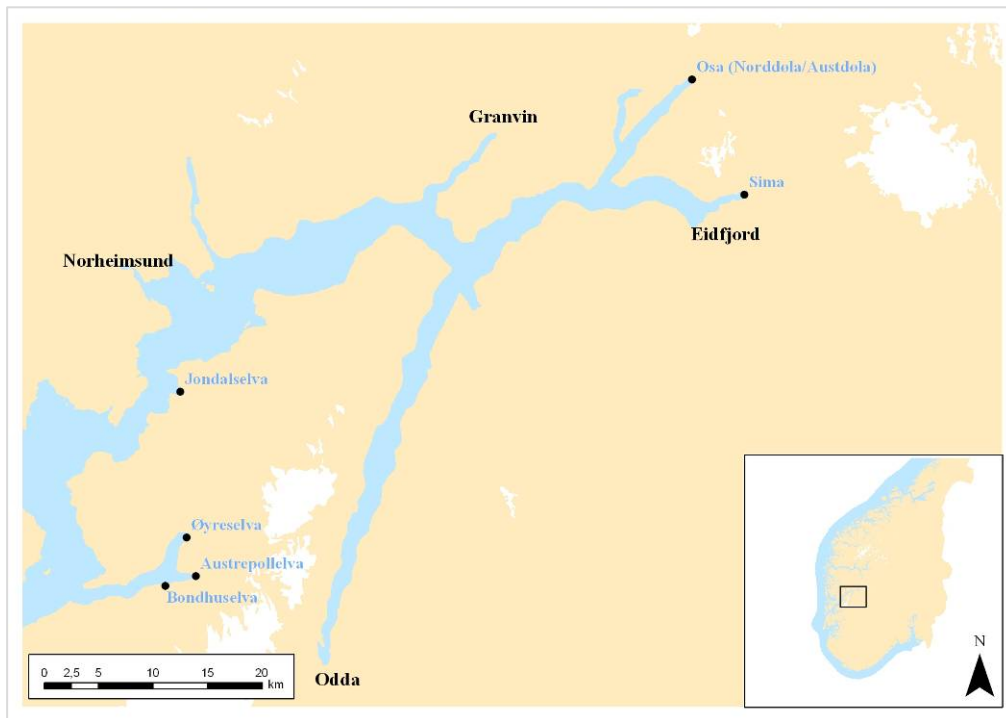 Osa (Norddøla/Austdøla)
Granvin
Sima
Eidfjord
Norheimsund
Jondalselva
Øyreselva
Austrepollelva
Bondhuselva
Odda
0 2,5 5 10 15 20
km
N